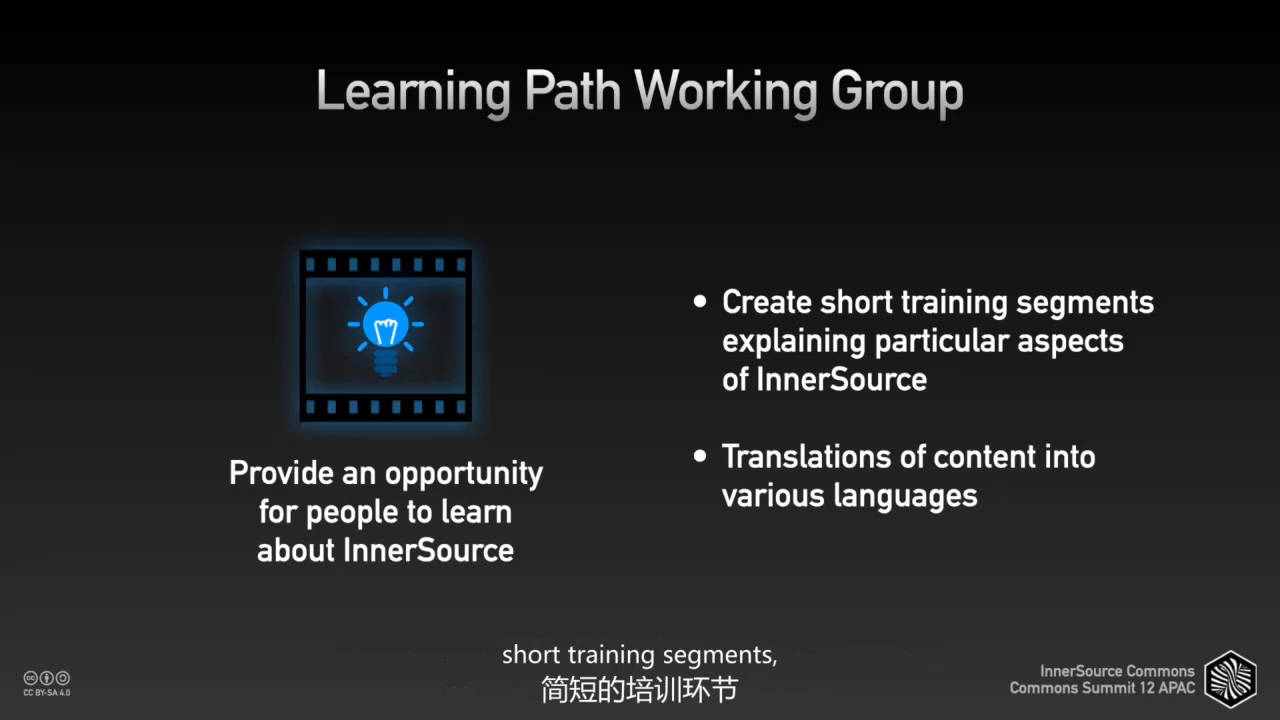 Learning Path Working Group
Provide an opportunity
for people to learn
about InnerSource
• Create short training segments
explaining particular aspects
of InnerSource
• Translations of content into
various languages
short training segments,
简短的培训环节
CC BY-SA 4.0
InnerSource Commons
Commons Summit 12 APAC